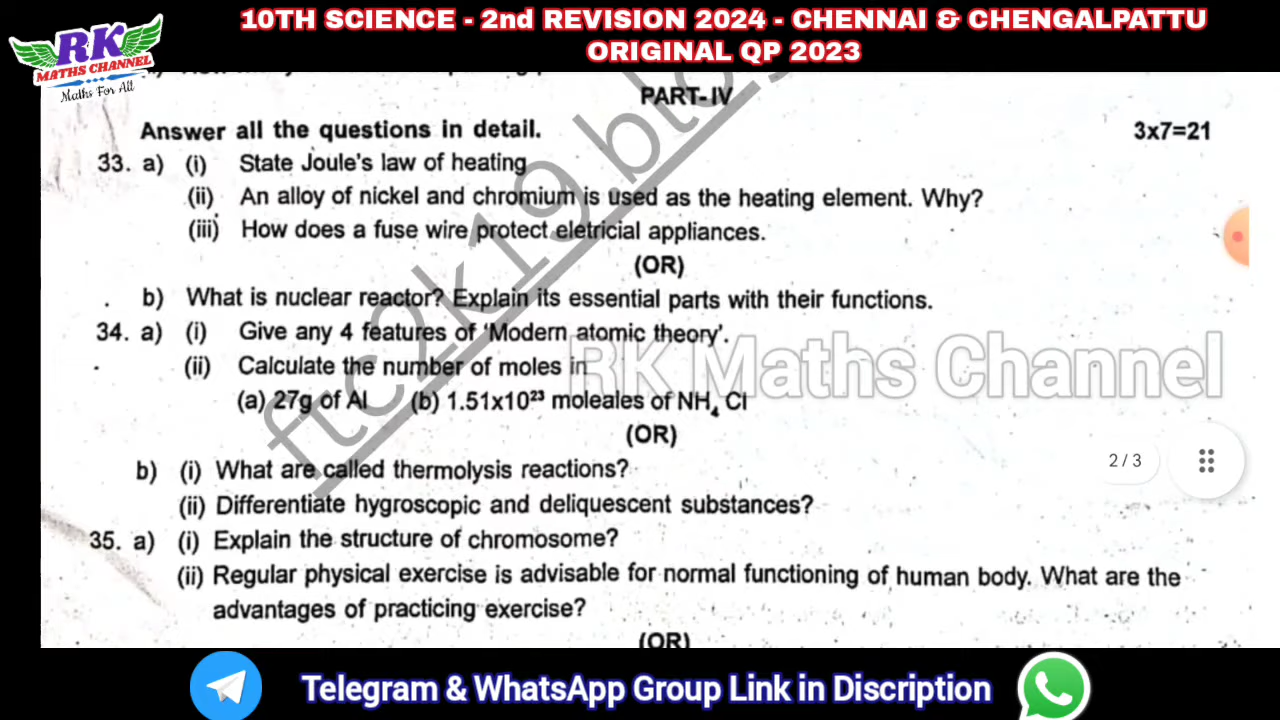 10TH SCIENCE - 2nd REVISION 2024 - CHENNAI & CHENGALPATTU
ORIGINAL QP 2023
RK
MATHS CHANNEL
Maths For All
PART-IV
Answer all the questions in detail. 3x7=21
33. a) (i) State Joule's law of heating
(ii) An alloy of nickel and chromium is used as the heating element. Why?
(iii) How does a fuse wire protect eletricial appliances.
(OR)
b) What is nuclear reactor? Explain its essential parts with their functions.
34. a) (i) Give any 4 features of 'Modern atomic theory'.
(ii) Calculate the number of moles in
(a) 27g of Al (b) 1.51x10²³ moleales of NH₄ Cl
(OR)
b) (i) What are called thermolysis reactions?
(ii) Differentiate hygroscopic and deliquescent substances?
35. a) (i) Explain the structure of chromosome?
(ii) Regular physical exercise is advisable for normal functioning of human body. What are the
advantages of practicing exercise?
(OR)
ftc2k19.blo
RK Maths Channel
2 / 3
Telegram & WhatsApp Group Link in Discription